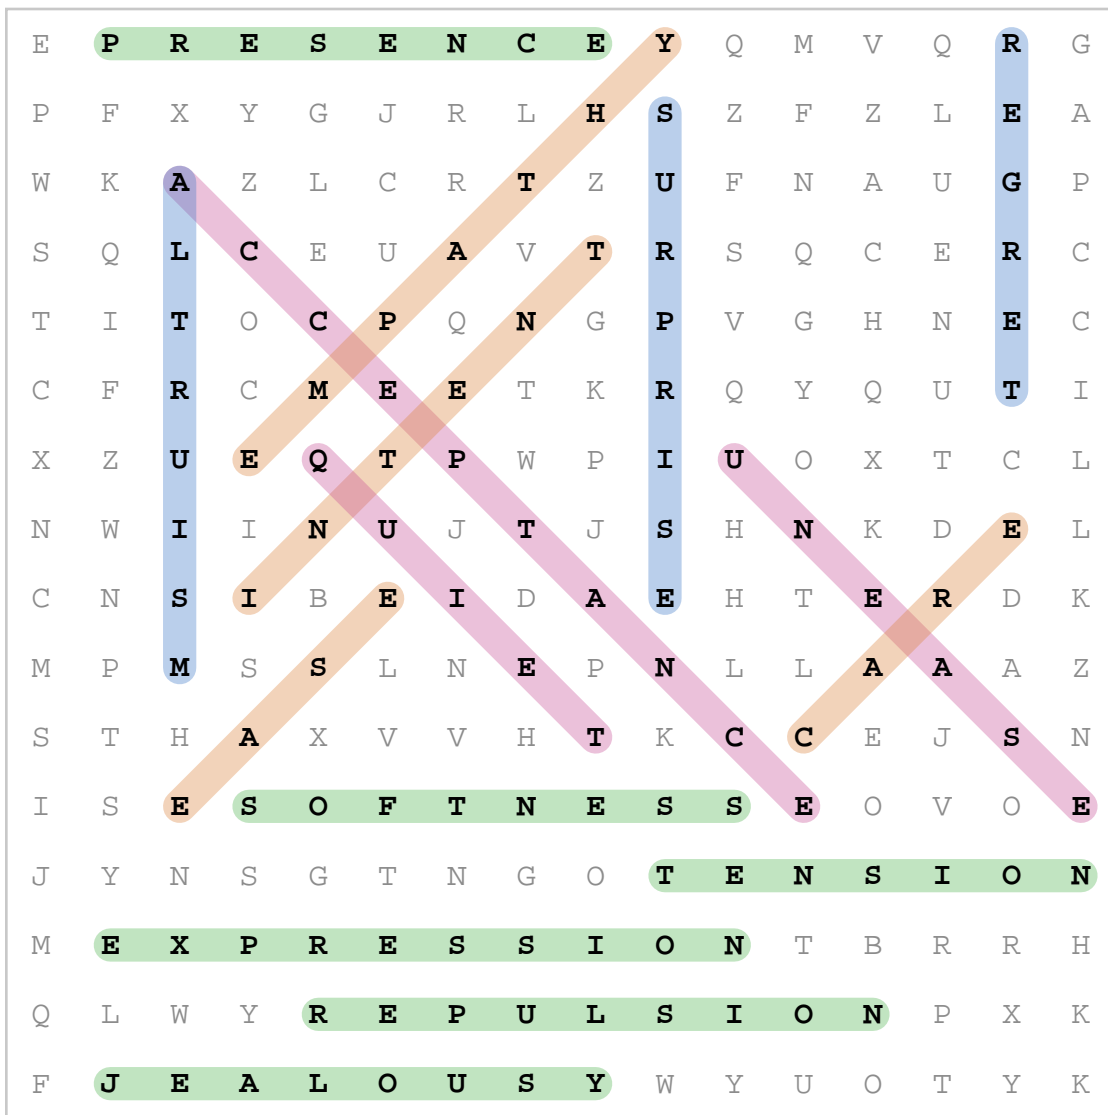 E P R E S E N C E Y Q M V Q R G
P F X Y G J R L H S Z F Z L E A
W K A Z L C R T Z U F N A U G P
S Q L C E U A V T R S Q C E R C
T I T O C P Q N G P V G H N E C
C F R C M E E T K R Q Y Q U T I
X Z U E Q T P W P I U O X T C L
N W I I N U J T J S H N K D E L
C N S I B E I D A E H T E R D K
M P M S S L N E P N L L A A A Z
S T H A X V V H T K C C E J S N
I S E S O F T N E S S E O V O E
J Y N S G T N G O T E N S I O N
M E X P R E S S I O N T B R R H
Q L W Y R E P U L S I O N P X K
F J E A L O U S Y W Y U O T Y K